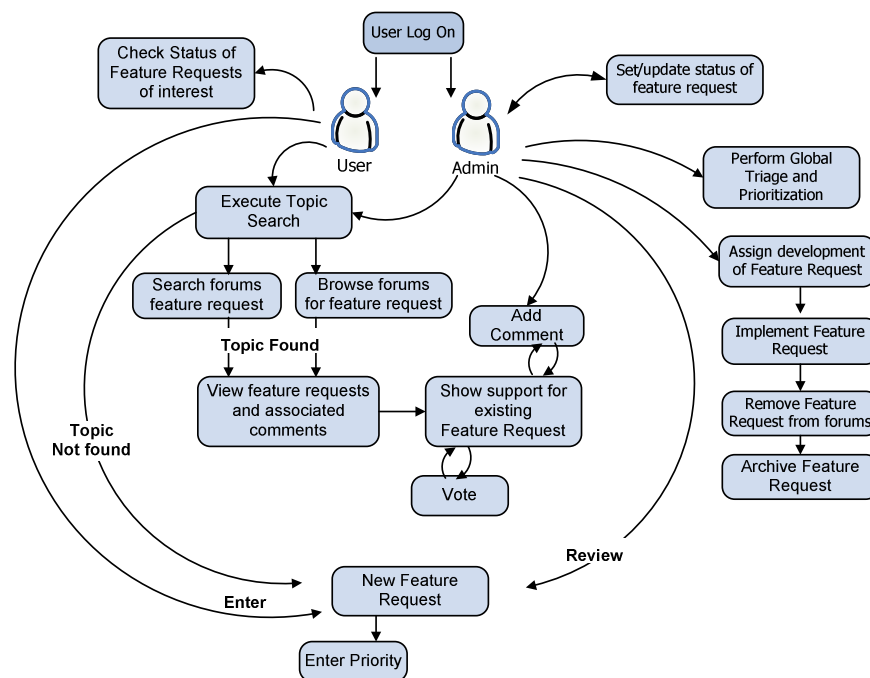 User Log On
Check Status of
Feature Requests
of interest
Set/update status of
feature request
User
Admin
Perform Global
Triage and
Prioritization
Execute Topic
Search
Assign development
of Feature Request
Search forums
feature request
Browse forums
for feature request
Add
Comment
Implement Feature
Request
Topic Found
View feature requests
and associated
comments
Show support for
existing
Feature Request
Remove Feature
Request from forums
Topic
Not found
Archive Feature
Request
Vote
Review
New Feature
Request
Enter
Enter Priority